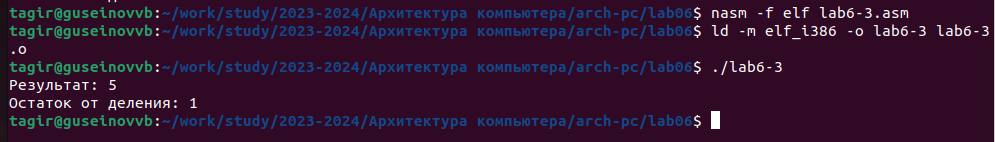 tagir@guseinovvb:~/work/study/2023-2024/Архитектура компьютера/arch-pc/lab06$ nasm -f elf lab6-3.asm
tagir@guseinovvb:~/work/study/2023-2024/Архитектура компьютера/arch-pc/lab06$ ld -m elf_i386 -o lab6-3 lab6-3
.o
tagir@guseinovvb:~/work/study/2023-2024/Архитектура компьютера/arch-pc/lab06$ ./lab6-3
Результат: 5
Остаток от деления: 1
tagir@guseinovvb:~/work/study/2023-2024/Архитектура компьютера/arch-pc/lab06$